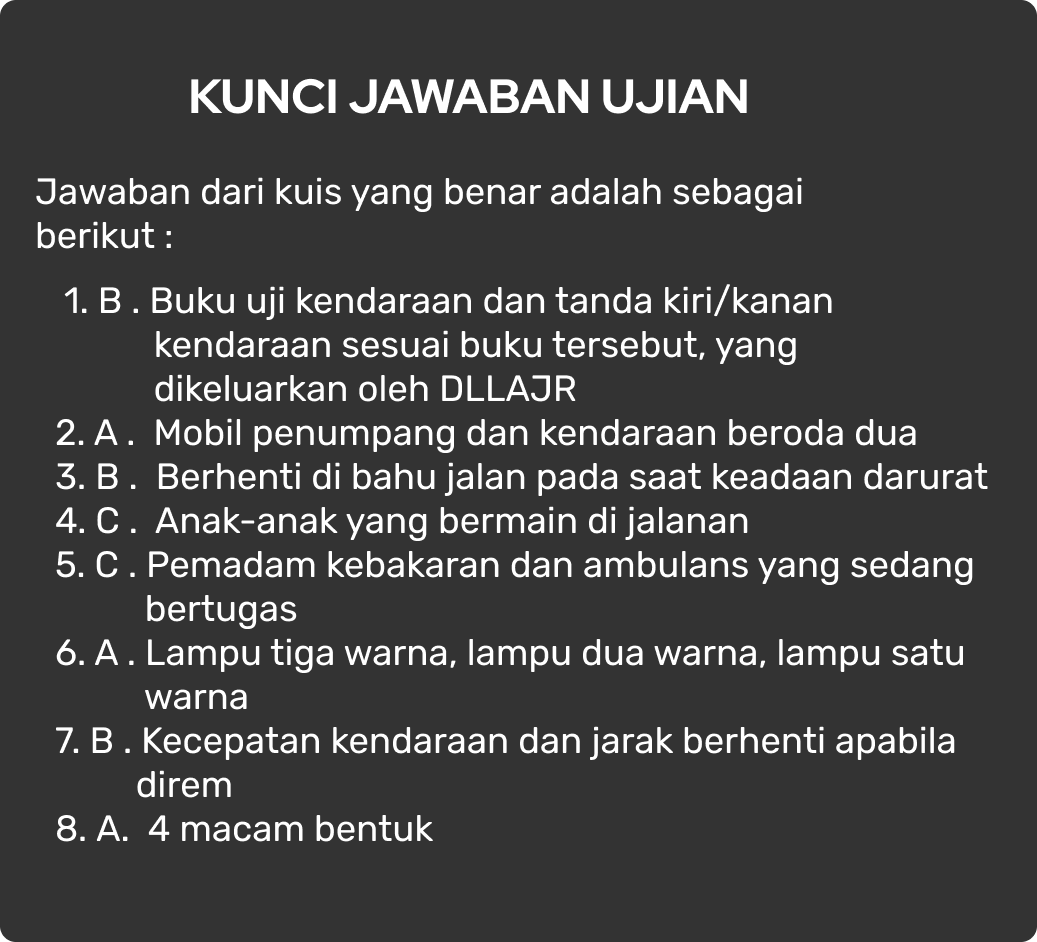 KUNCI JAWABAN UJIAN
Jawaban dari kuis yang benar adalah sebagai
berikut :
1. B . Buku uji kendaraan dan tanda kiri/kanan
kendaraan sesuai buku tersebut, yang
dikeluarkan oleh DLLAJR
2. A .  Mobil penumpang dan kendaraan beroda dua
3. B .  Berhenti di bahu jalan pada saat keadaan darurat
4. C .  Anak-anak yang bermain di jalanan
5. C . Pemadam kebakaran dan ambulans yang sedang
bertugas
6. A . Lampu tiga warna, lampu dua warna, lampu satu
warna
7. B . Kecepatan kendaraan dan jarak berhenti apabila
direm
8. A.  4 macam bentuk